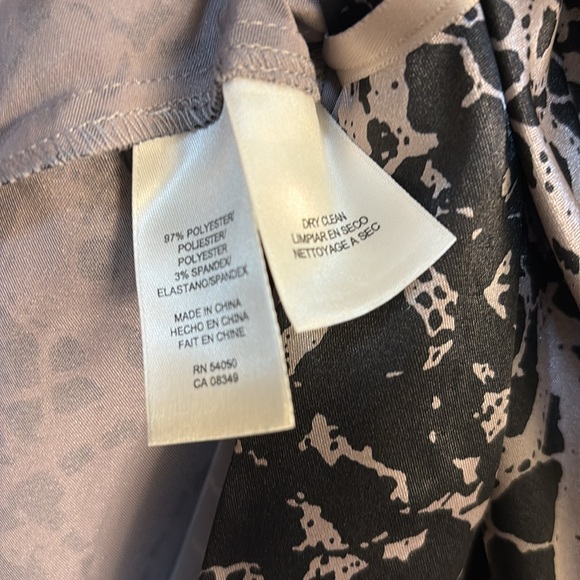 97% POLYESTER/
POLIESTER/
POLYESTER
3% SPANDEX/
ELASTANO/SPANDEX
MADE IN CHINA
HECHO EN CHINA
FAIT EN CHINE
RN 54050
CA 08349
DRY CLEAN
LIMPIAR EN SECO
NETTOYAGE A SEC